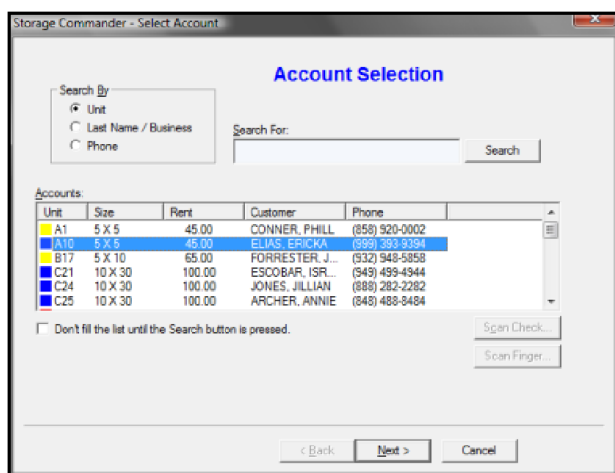 Storage Commander - Select Account
Account Selection
Search By
Unit
Last Name / Business
Phone
Search For:
Search
Accounts:
Unit Size Rent Customer Phone
A1 5 X 5 45.00 CONNER, PHILL (858) 920-0002
A10 5 X 5 45.00 ELIAS, ERICKA (999) 393-9394
B17 5 X 10 65.00 FORRESTER, J... (932) 948-5858
C21 10 X 30 100.00 ESCOBAR, ISR... (949) 499-4944
C24 10 X 30 100.00 JONES, JILLIAN (888) 282-2282
C25 10 X 30 100.00 ARCHER, ANNIE (848) 488-8484
Don't fill the list until the Search button is pressed.
Scan Check...
Scan Finger...
< Back Next > Cancel